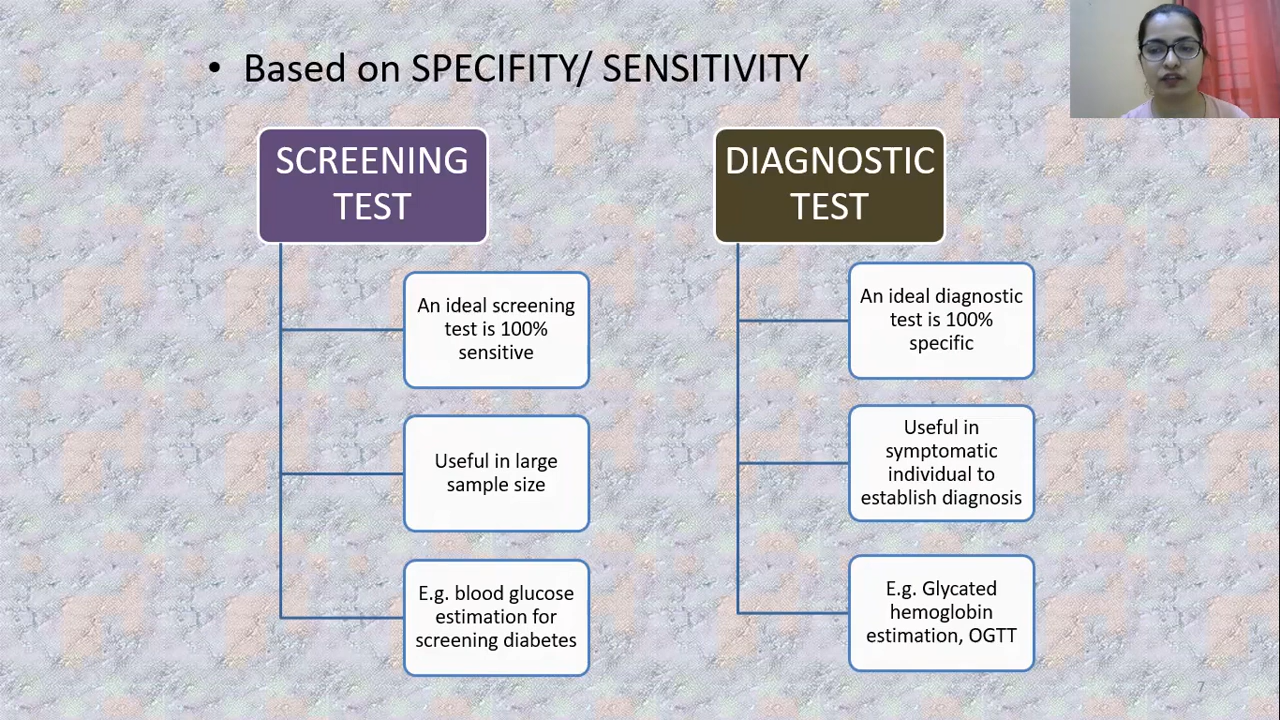 • Based on SPECIFITY/ SENSITIVITY
SCREENING
TEST
An ideal screening
test is 100%
sensitive
Useful in large
sample size
E.g. blood glucose
estimation for
screening diabetes
DIAGNOSTIC
TEST
An ideal diagnostic
test is 100%
specific
Useful in
symptomatic
individual to
establish diagnosis
E.g. Glycated
hemoglobin
estimation, OGTT
7